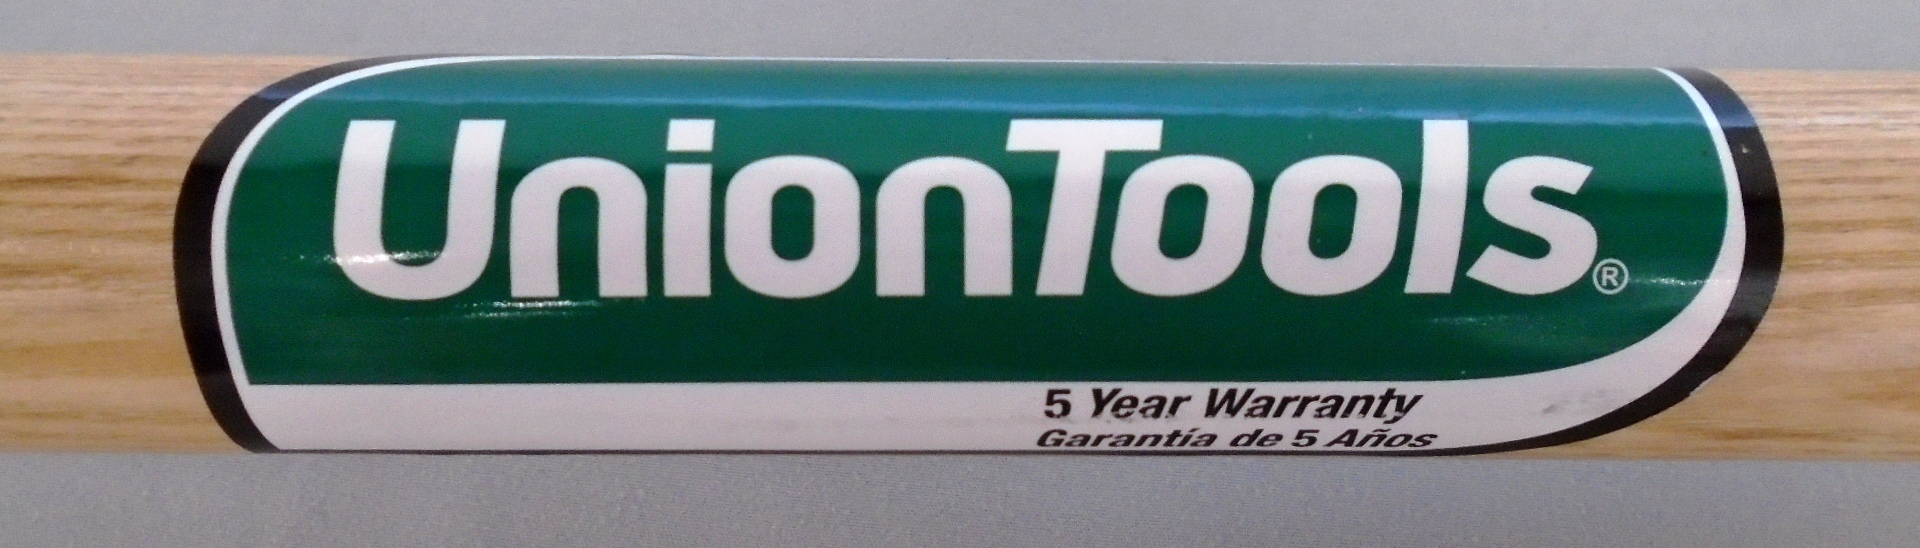 UnionTools®
5 Year Warranty
Garantía de 5 Años